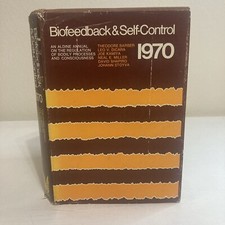 Biofeedback & Self-Control
AN ALDINE ANNUAL
ON THE REGULATION
OF BODILY PROCESSES
AND CONSCIOUSNESS
THEODORE BARBER
LEO V. DICARA
JOE KAMIYA
NEAL E. MILLER
DAVID SHAPIRO
JOHANN STOYVA
1970
1970